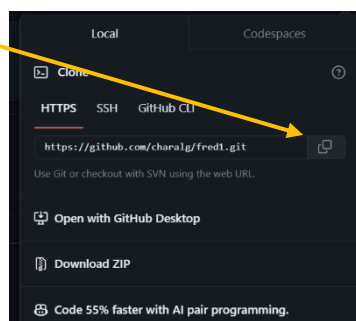 Local Codespaces
Clone
HTTPS SSH GitHub CLI
https://github.com/charalg/fred1.git
Use Git or checkout with SVN using the web URL.
Open with GitHub Desktop
Download ZIP
Code 55% faster with AI pair programming.